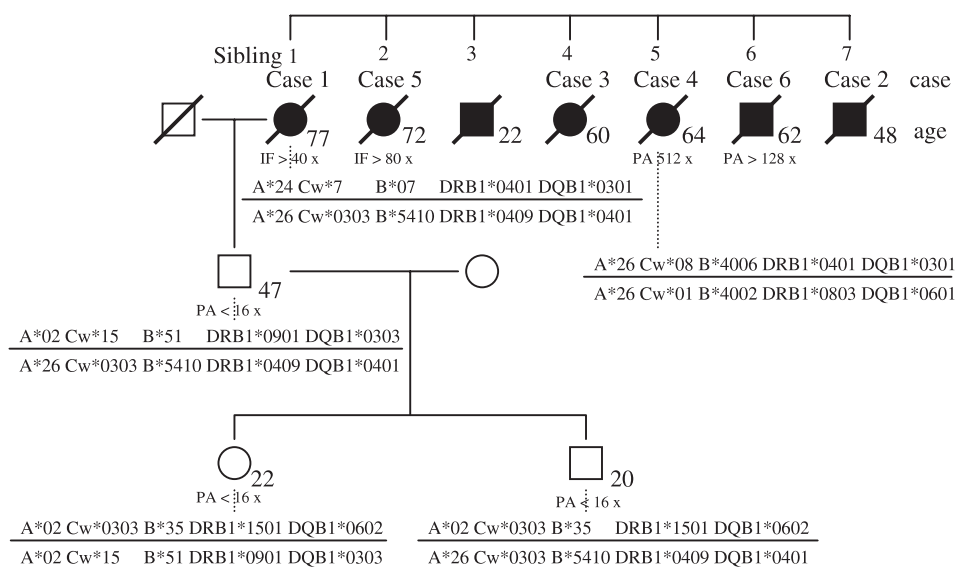 Sibling 1 2 3 4 5 6 7
Case 1 Case 5 Case 3 Case 4 Case 6 Case 2 case
77 72 22 60 64 62 48 age
IF > 40 x IF > 80 x PA 512 x PA > 128 x
A*24 Cw*7 B*07 DRB1*0401 DQB1*0301
A*26 Cw*0303 B*5410 DRB1*0409 DQB1*0401
A*26 Cw*08 B*4006 DRB1*0401 DQB1*0301
A*26 Cw*01 B*4002 DRB1*0803 DQB1*0601
47
PA < 16 x
A*02 Cw*15 B*51 DRB1*0901 DQB1*0303
A*26 Cw*0303 B*5410 DRB1*0409 DQB1*0401
22 20
PA < 16 x PA < 16 x
A*02 Cw*0303 B*35 DRB1*1501 DQB1*0602
A*02 Cw*15 B*51 DRB1*0901 DQB1*0303
A*02 Cw*0303 B*35 DRB1*1501 DQB1*0602
A*26 Cw*0303 B*5410 DRB1*0409 DQB1*0401